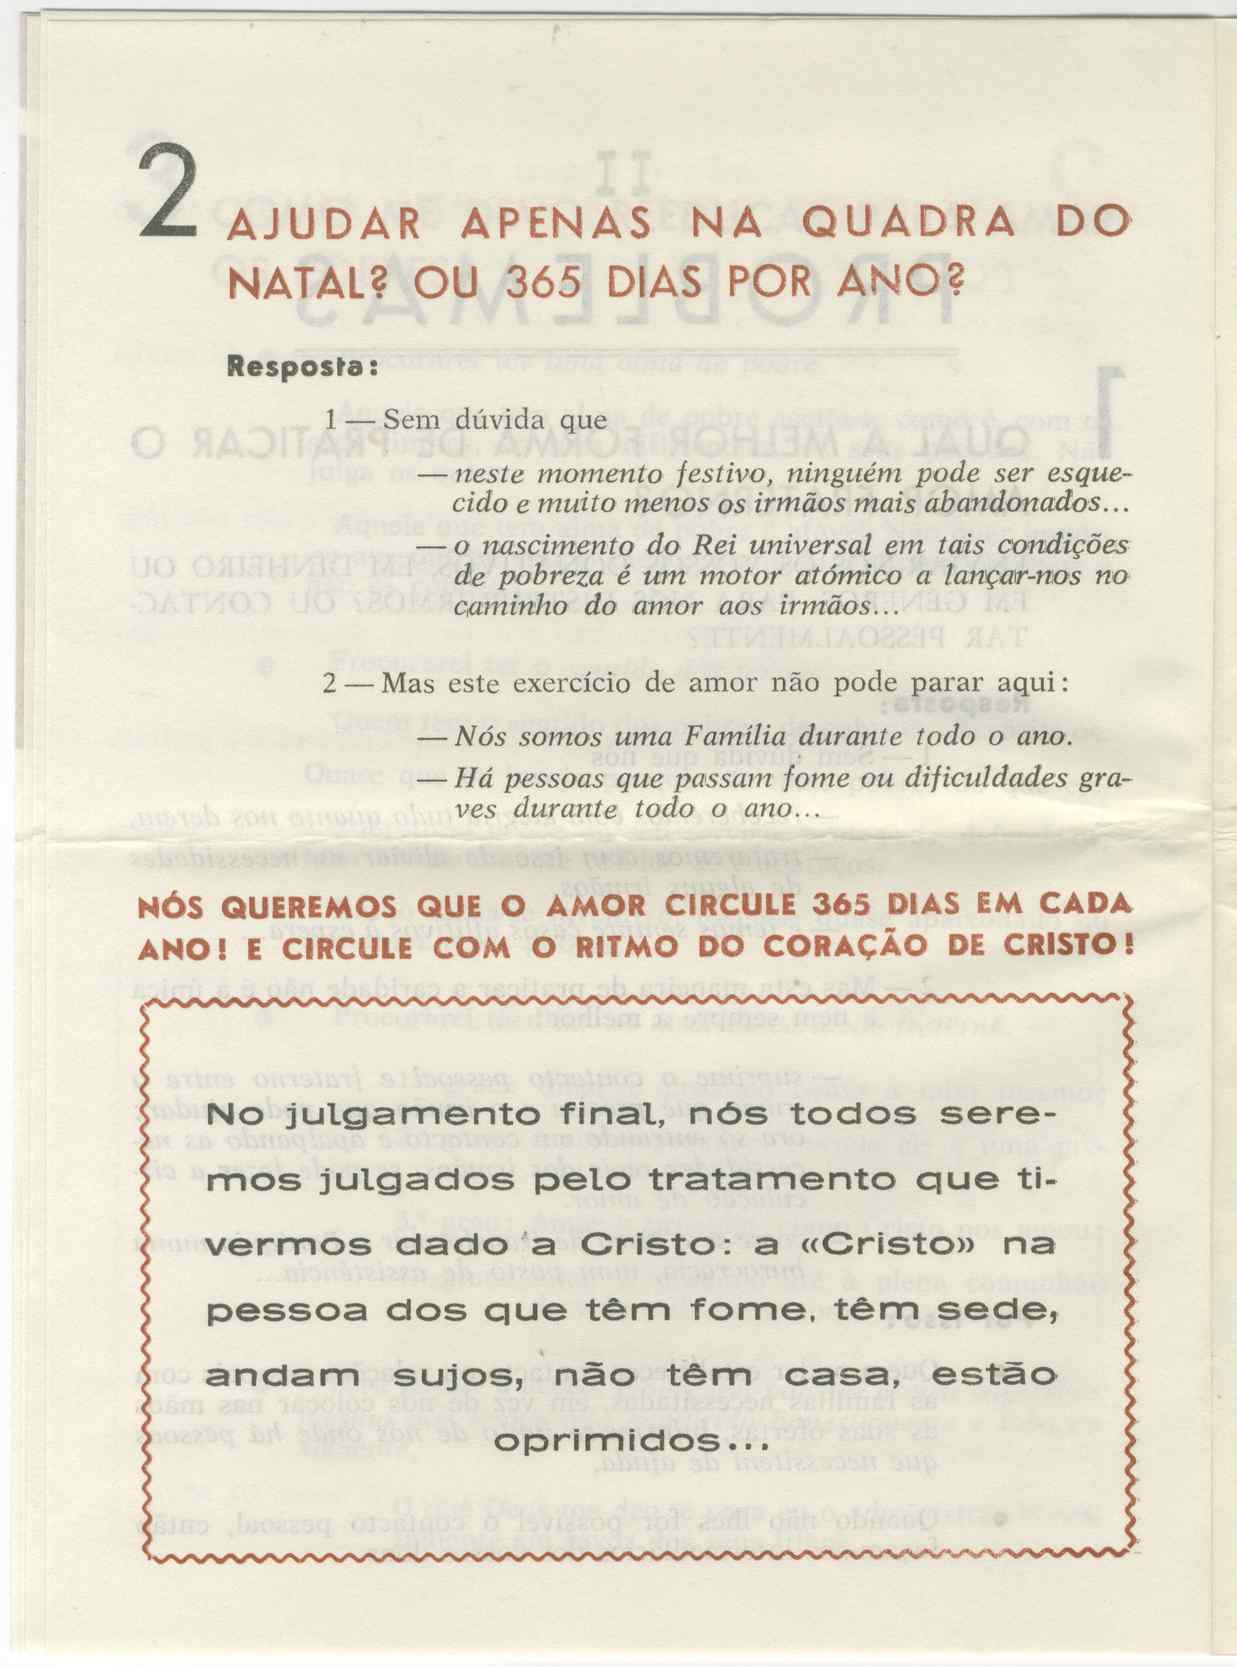 2
AJUDAR APENAS NA QUADRA DO
NATAL? OU 365 DIAS POR ANO?
Resposta:
1 — Sem dúvida que
— neste momento festivo, ninguém pode ser esque-
cido e muito menos os irmãos mais abandonados...
— o nascimento do Rei universal em tais condições
de pobreza é um motor atómico a lançar-nos no
caminho do amor aos irmãos...
2 — Mas este exercício de amor não pode parar aqui:
— Nós somos uma Família durante todo o ano.
— Há pessoas que passam fome ou dificuldades gra-
ves durante todo o ano...
NÓS QUEREMOS QUE O AMOR CIRCULE 365 DIAS EM CADA
ANO! E CIRCULE COM O RITMO DO CORAÇÃO DE CRISTO!
No julgamento final, nós todos sere-
mos julgados pelo tratamento que ti-
vermos dado a Cristo: a «Cristo» na
pessoa dos que têm fome, têm sede,
andam sujos, não têm casa, estão
oprimidos...